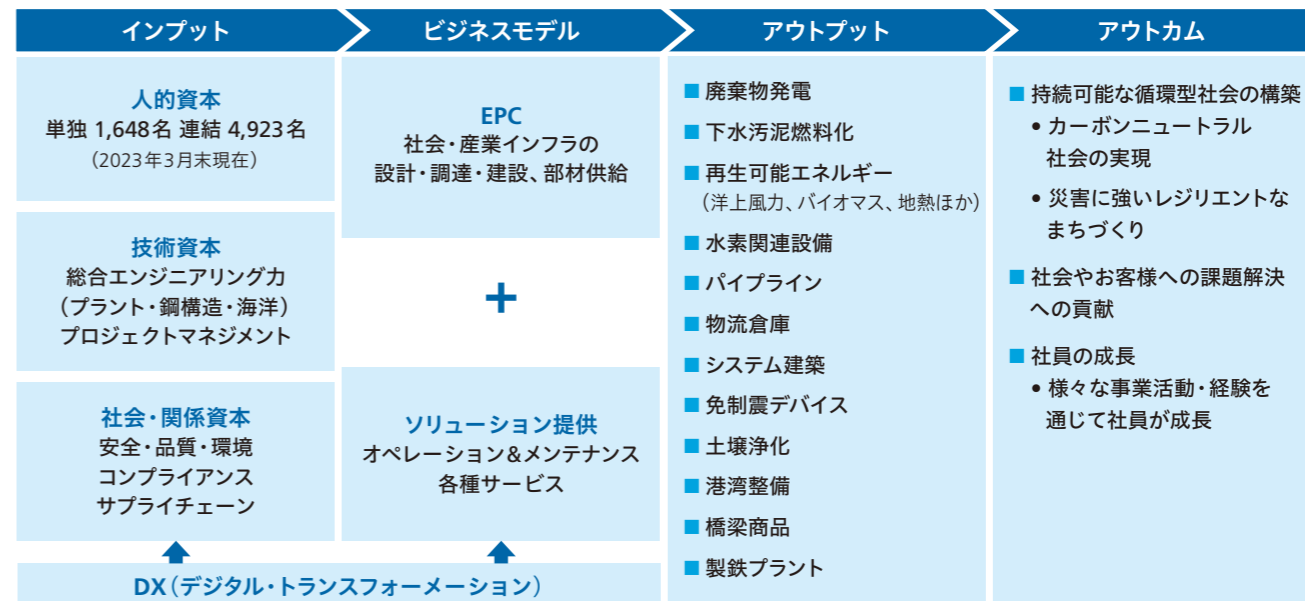 インプット
ビジネスモデル
アウトプット
アウトカム
人的資本
単独 1,648名 連結 4,923名
(2023年3月末現在)
技術資本
総合エンジニアリング力
(プラント・鋼構造・海洋)
プロジェクトマネジメント
社会・関係資本
安全・品質・環境
コンプライアンス
サプライチェーン
EPC
社会・産業インフラの
設計・調達・建設、部材供給
+
ソリューション提供
オペレーション&メンテナンス
各種サービス
DX(デジタル・トランスフォーメーション)
■ 廃棄物発電
■ 下水汚泥燃料化
■ 再生可能エネルギー
(洋上風力、バイオマス、地熱ほか)
■ 水素関連設備
■ パイプライン
■ 物流倉庫
■ システム建築
■ 免制震デバイス
■ 土壌浄化
■ 港湾整備
■ 橋梁商品
■ 製鉄プラント
■ 持続可能な循環型社会の構築
• カーボンニュートラル
社会の実現
• 災害に強いレジリエントな
まちづくり
■ 社会やお客様への課題解決
への貢献
■ 社員の成長
• 様々な事業活動・経験を
通じて社員が成長